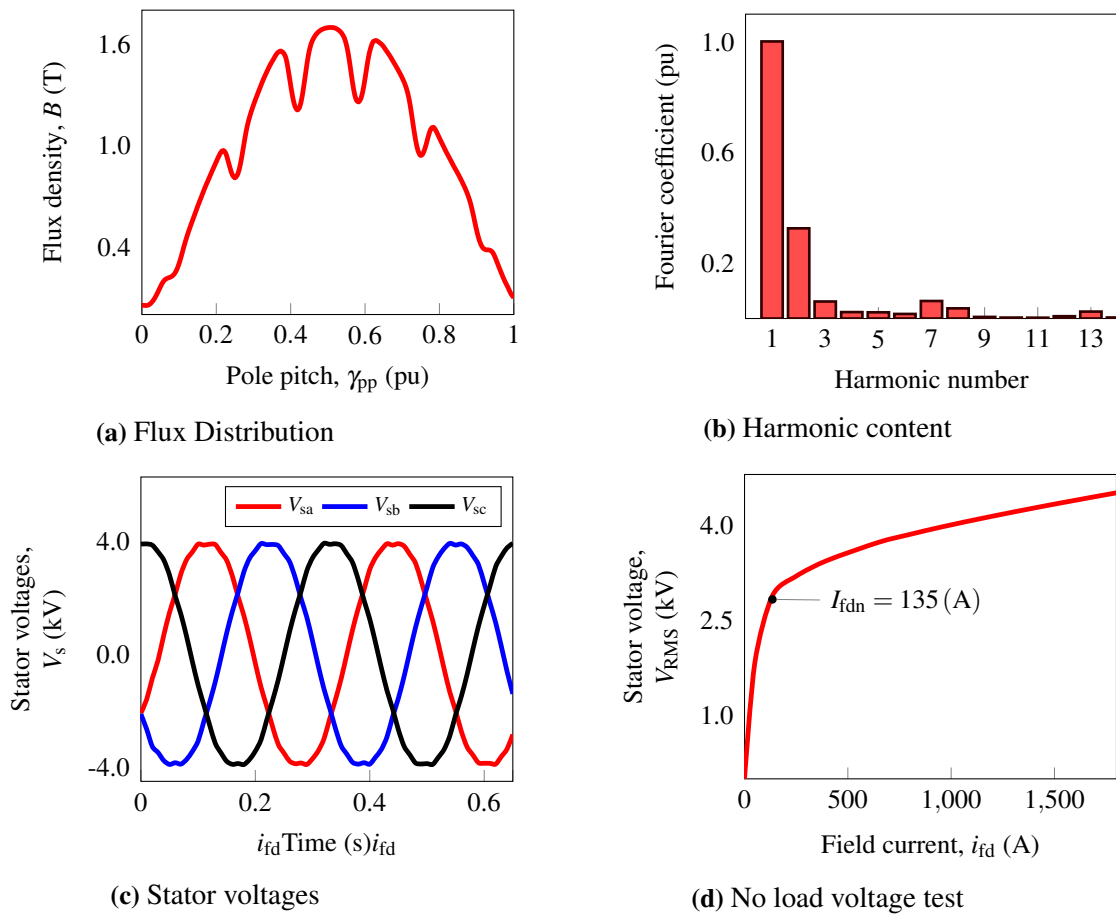 1.6
1.0
0.4
Flux density, B (T)
0 0.2 0.4 0.6 0.8 1
Pole pitch, γpp (pu)
(a) Flux Distribution
1.0
0.6
0.2
Fourier coefficient (pu)
1 3 5 7 9 11 13
Harmonic number
(b) Harmonic content
Vsa Vsb Vsc
4.0
0.0
-4.0
Stator voltages,
Vs (kV)
0 0.2 0.4 0.6
ifdTime (s)ifd
(c) Stator voltages
4.0
2.5
1.0
Stator voltage,
VRMS (kV)
Ifdn = 135 (A)
0 500 1,000 1,500
Field current, ifd (A)
(d) No load voltage test